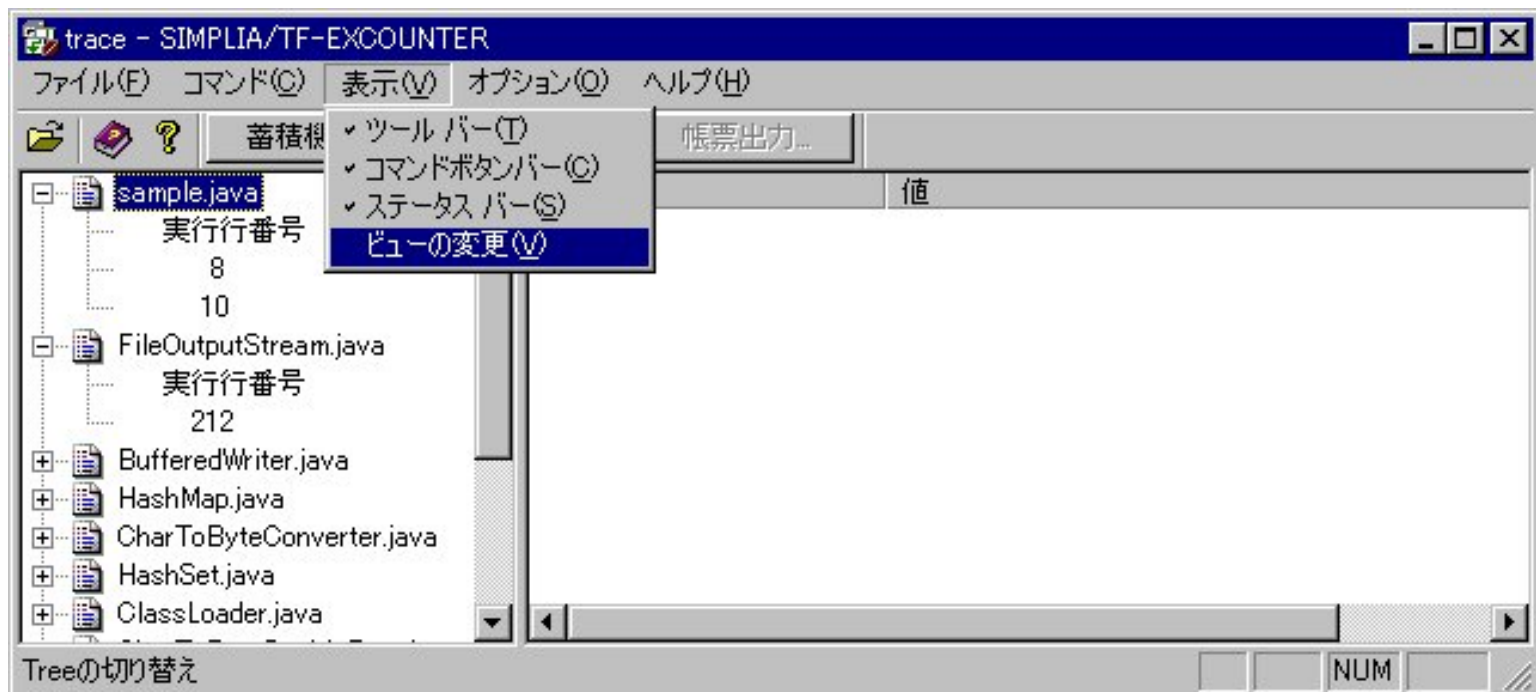 trace - SIMPLIA/TF-EXCOUNTER
ファイル(F) コマンド(C) 表示(V) オプション(O) ヘルプ(H)
蓄積機 帳票出力...
ツール バー(T)
コマンドボタンバー(C)
ステータス バー(S)
ビューの変更(V)
値
sample.java
実行行番号
8
10
FileOutputStream.java
実行行番号
212
BufferedWriter.java
HashMap.java
CharToByteConverter.java
HashSet.java
ClassLoader.java
Treeの切り替え NUM